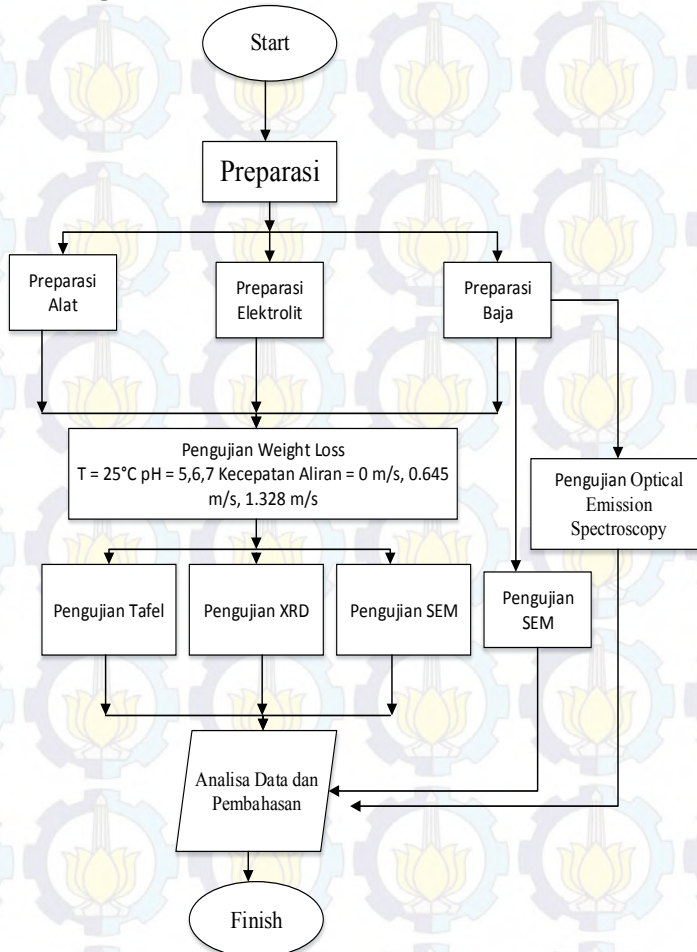 Start
Preparasi
Preparasi
Alat
Preparasi
Elektrolit
Preparasi
Baja
Pengujian Weight Loss
T = 25°C pH = 5,6,7 Kecepatan Aliran = 0 m/s, 0.645
m/s, 1.328 m/s
Pengujian Optical
Emission
Spectroscopy
Pengujian Tafel
Pengujian XRD
Pengujian SEM
Pengujian
SEM
Analisa Data dan
Pembahasan
Finish